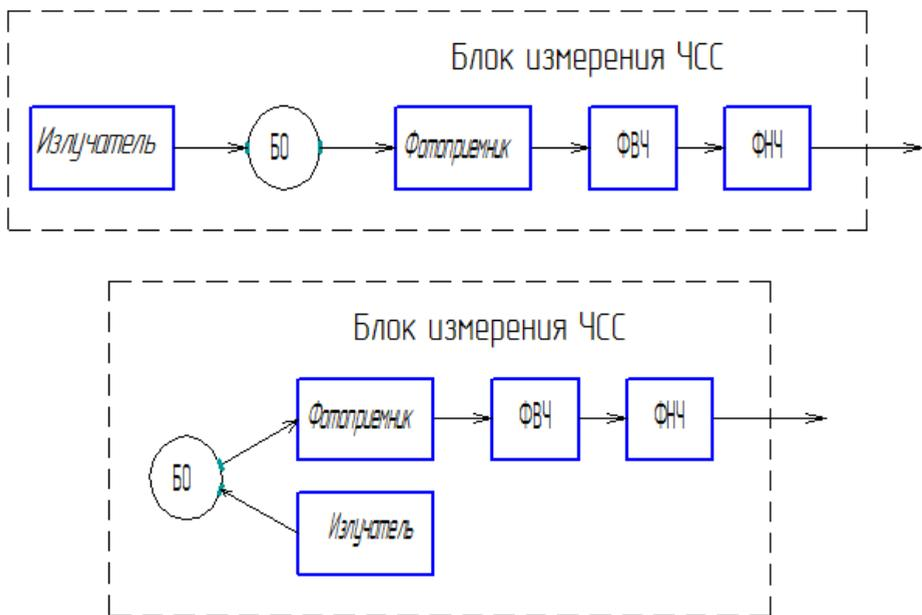 Блок измерения ЧСС
Излучатель
БО
Фотоприемник
ФВЧ
ФНЧ
Блок измерения ЧСС
Фотоприемник
ФВЧ
ФНЧ
БО
Излучатель